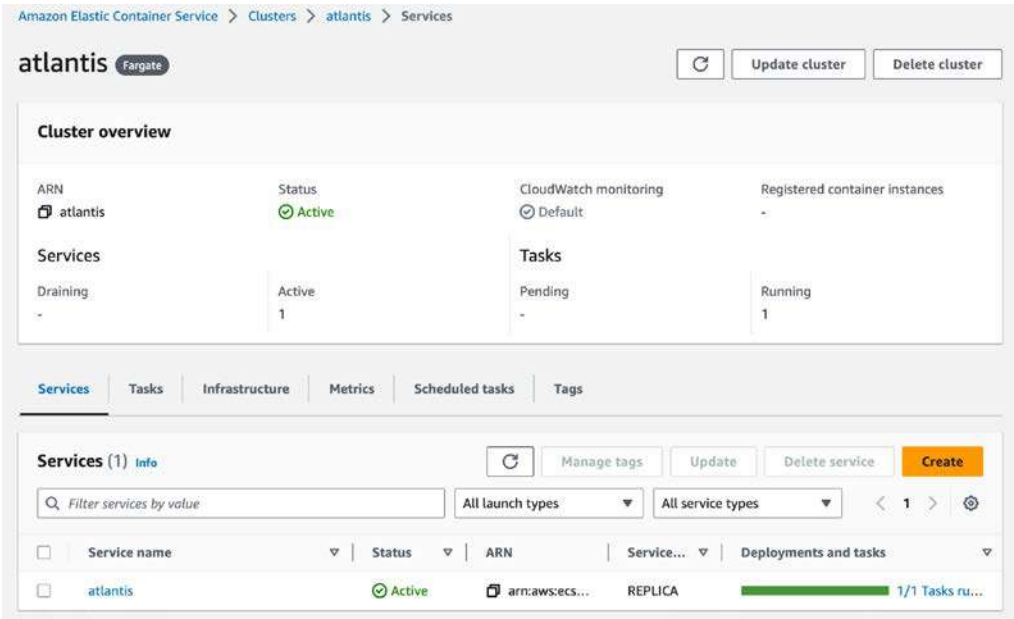 Amazon Elastic Container Service > Clusters > atlantis > Services
atlantis Fargate Update cluster Delete cluster
Cluster overview
ARN Status CloudWatch monitoring Registered container instances
atlantis Active Default -
Services Tasks
Draining Active Pending Running
- 1 - 1
Services Tasks Infrastructure Metrics Scheduled tasks Tags
Services (1) Info Manage tags Update Delete service Create
Filter services by value All launch types All service types < 1 >
Service name Status ARN Service... Deployments and tasks
atlantis Active arn:aws:ecs... REPLICA 1/1 Tasks ru...